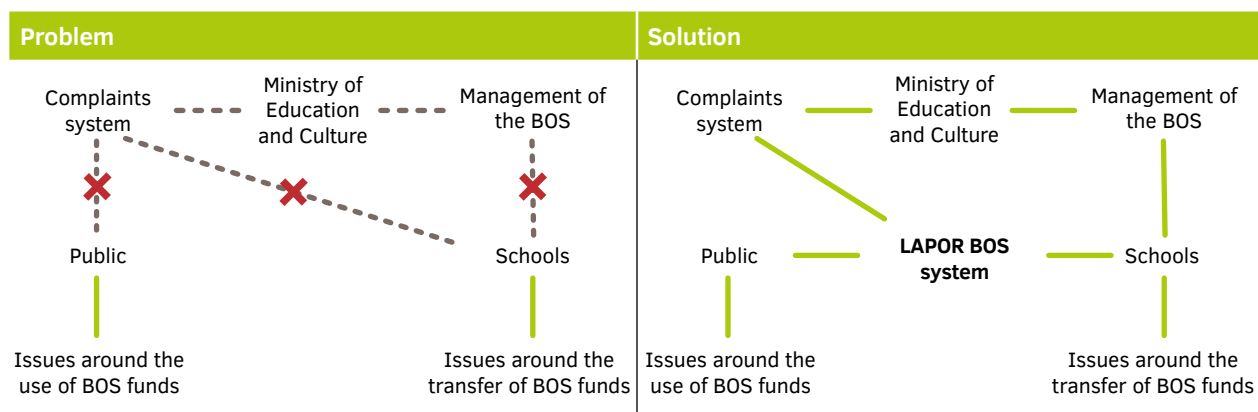 Problem
Complaints
system
Ministry of
Education
and Culture
Management of
the BOS
Public
Schools
Issues around the
use of BOS funds
Issues around the
transfer of BOS funds
Solution
Complaints
system
Ministry of
Education
and Culture
Management of
the BOS
Public
LAPOR BOS
system
Schools
Issues around the
use of BOS funds
Issues around the
transfer of BOS funds